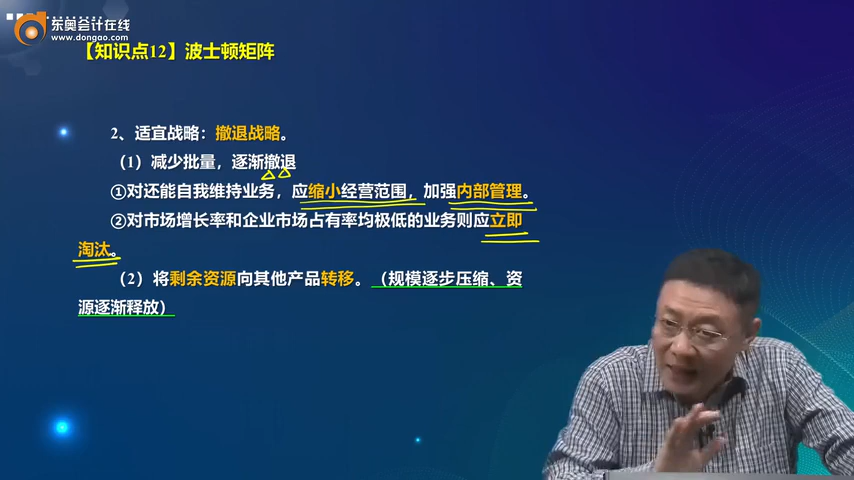 东奥会计在线
www.dongao.com
【知识点12】波士顿矩阵
2、适宜战略：撤退战略。
（1）减少批量，逐渐撤退
①对还能自我维持业务，应缩小经营范围，加强内部管理。
②对市场增长率和企业市场占有率均极低的业务则应立即
淘汰。
（2）将剩余资源向其他产品转移。（规模逐步压缩、资
源逐渐释放）